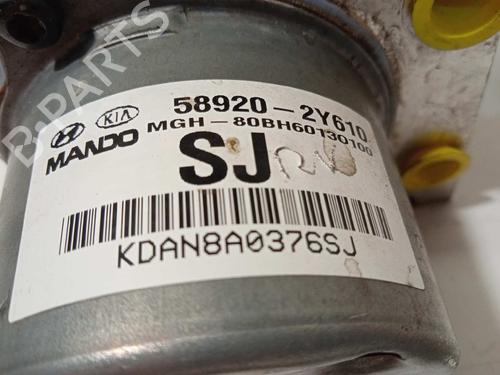 58920-2Y610
KIA
MANDO MGH-80BH60130100
SJ
KDAN8A0376SJ
B-PARTS